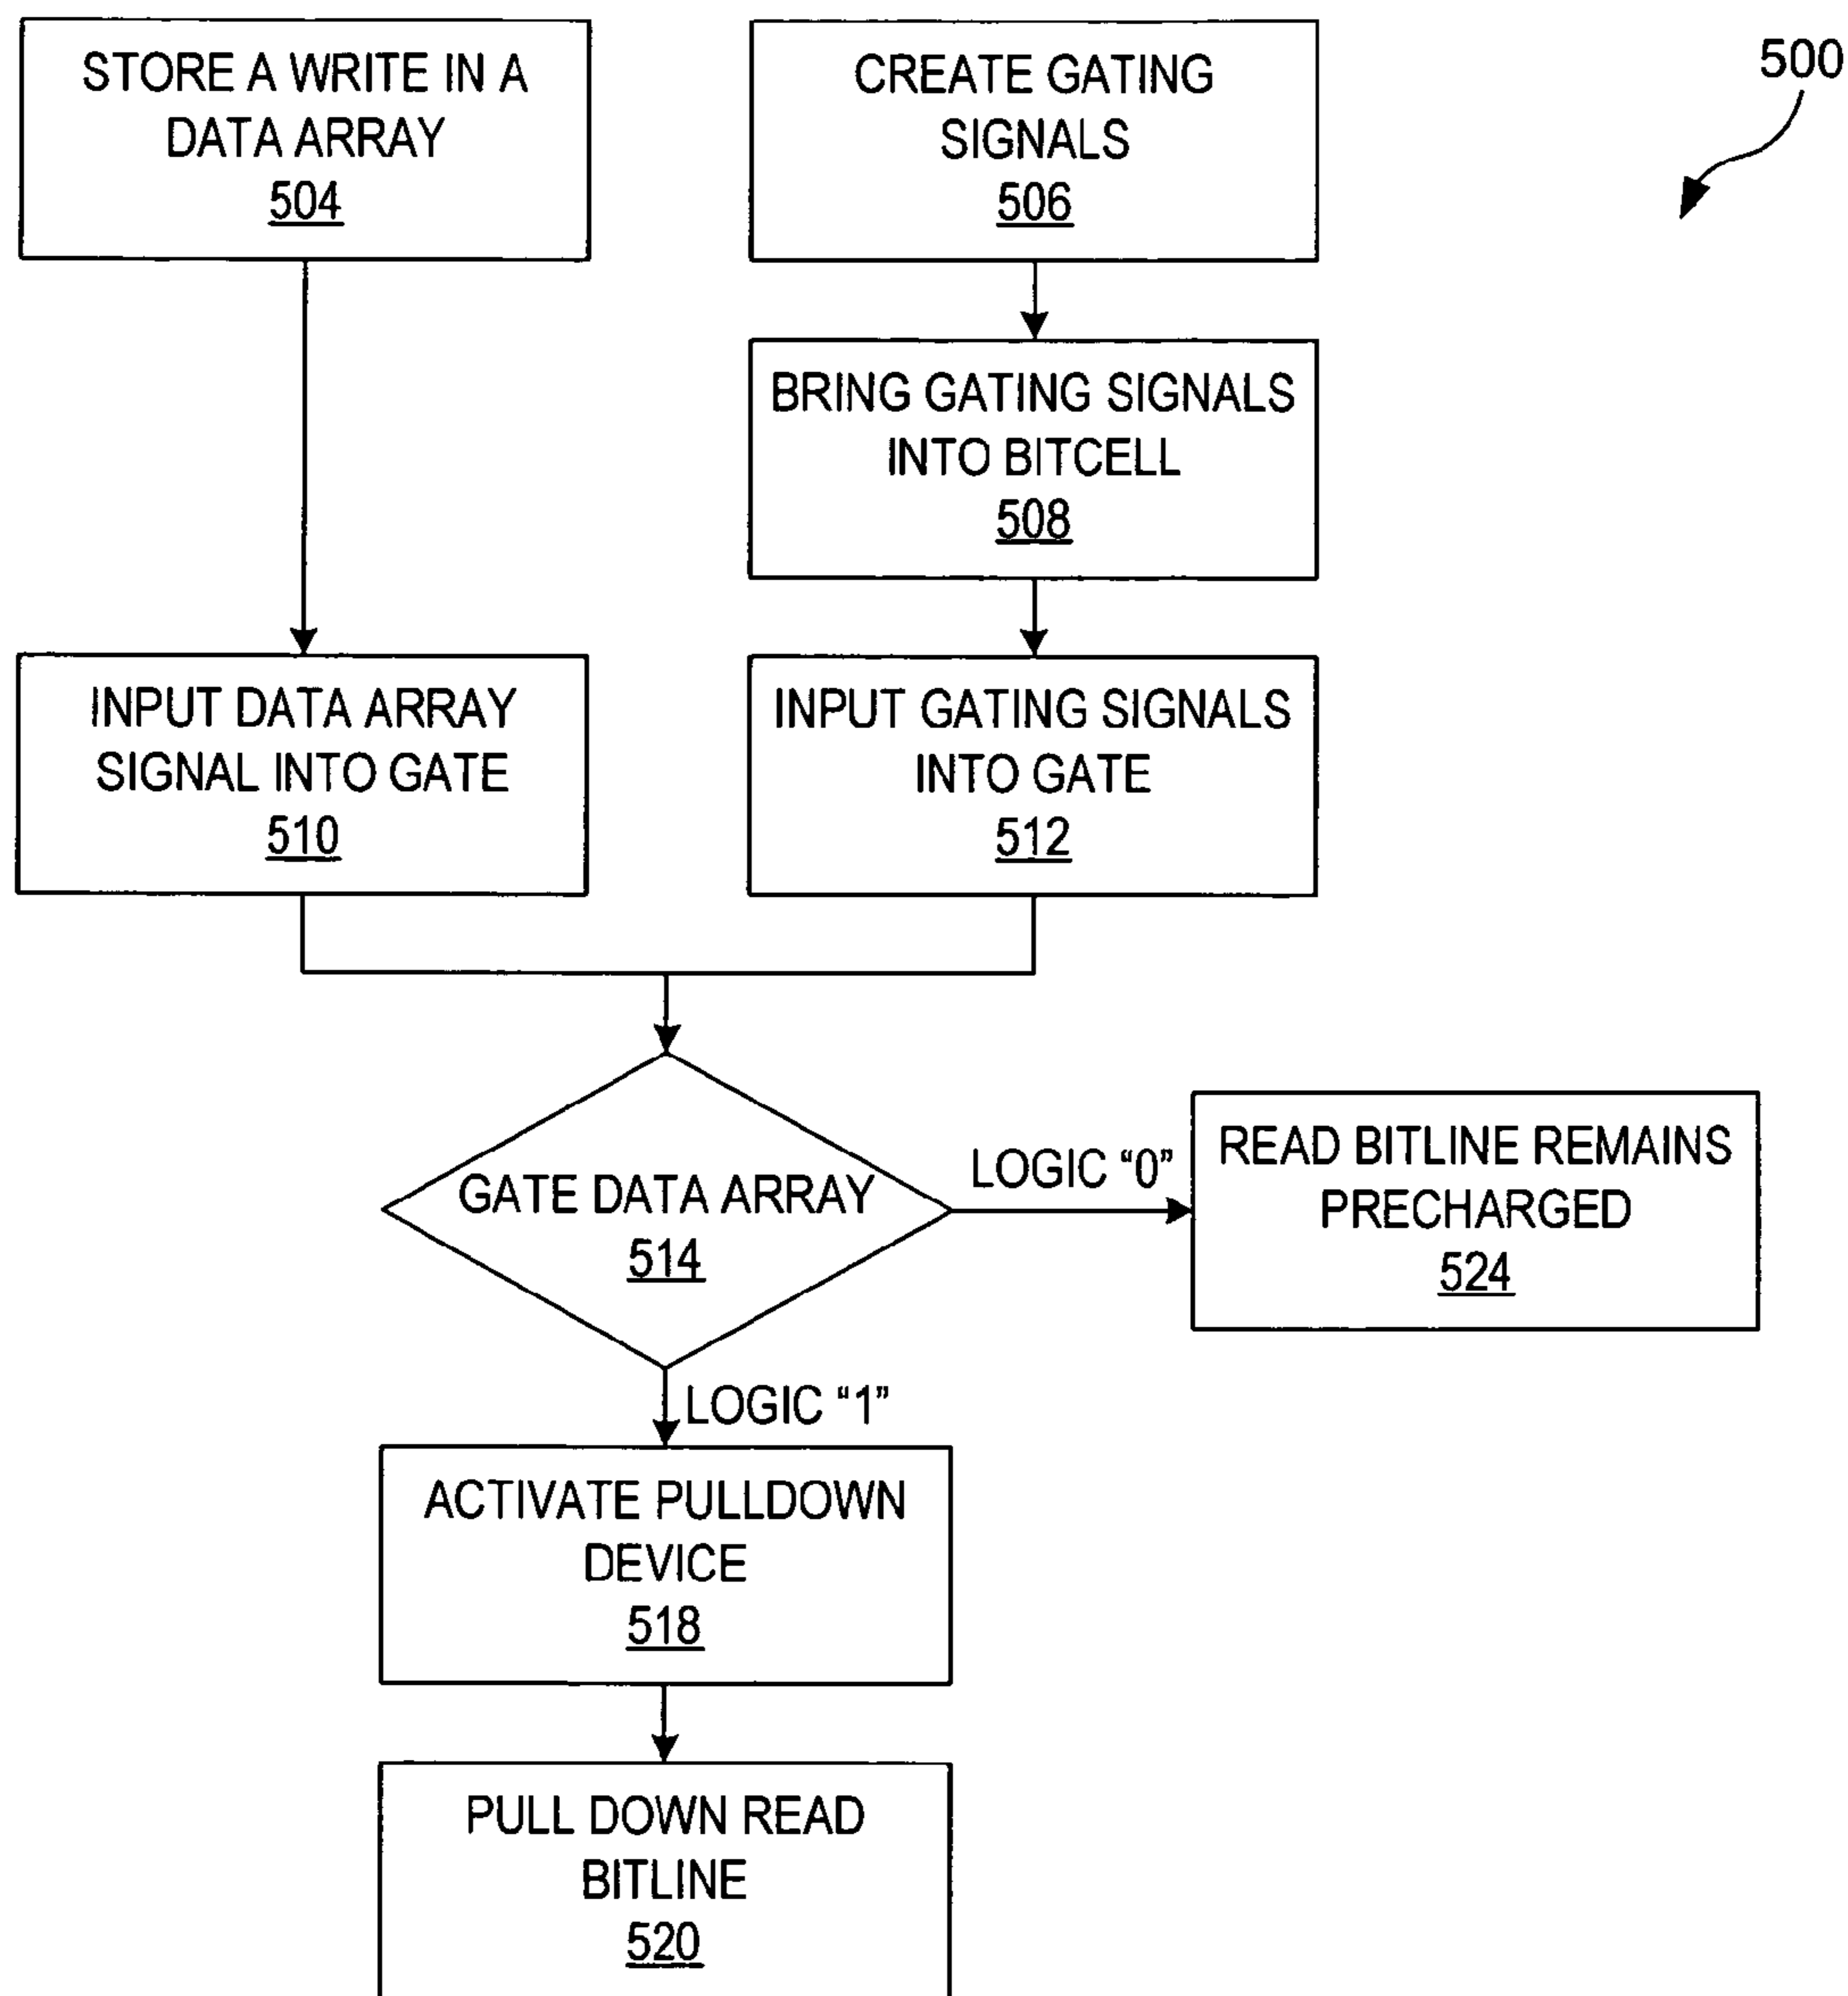 STORE A WRITE IN A
DATA ARRAY
504
CREATE GATING
SIGNALS
506
500
BRING GATING SIGNALS
INTO BITCELL
508
INPUT DATA ARRAY
SIGNAL INTO GATE
510
INPUT GATING SIGNALS
INTO GATE
512
GATE DATA ARRAY
514
LOGIC “0”
READ BITLINE REMAINS
PRECHARGED
524
LOGIC “1”
ACTIVATE PULLDOWN
DEVICE
518
PULL DOWN READ
BITLINE
520